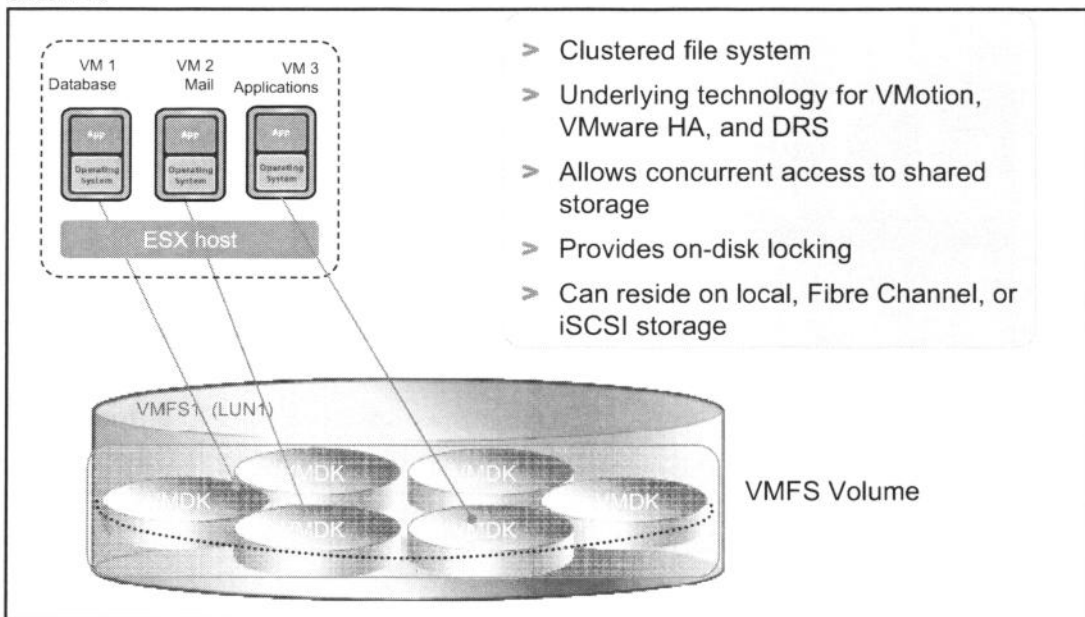 VM 1
Database
VM 2
Mail
VM 3
Applications
App
Operating
System
App
Operating
System
App
Operating
System
ESX host
> Clustered file system
> Underlying technology for VMotion,
VMware HA, and DRS
> Allows concurrent access to shared
storage
> Provides on-disk locking
> Can reside on local, Fibre Channel, or
iSCSI storage
VMFS1 (LUN1)
VMDK
VMDK
VMDK
VMDK
VMDK
VMDK
VMFS Volume